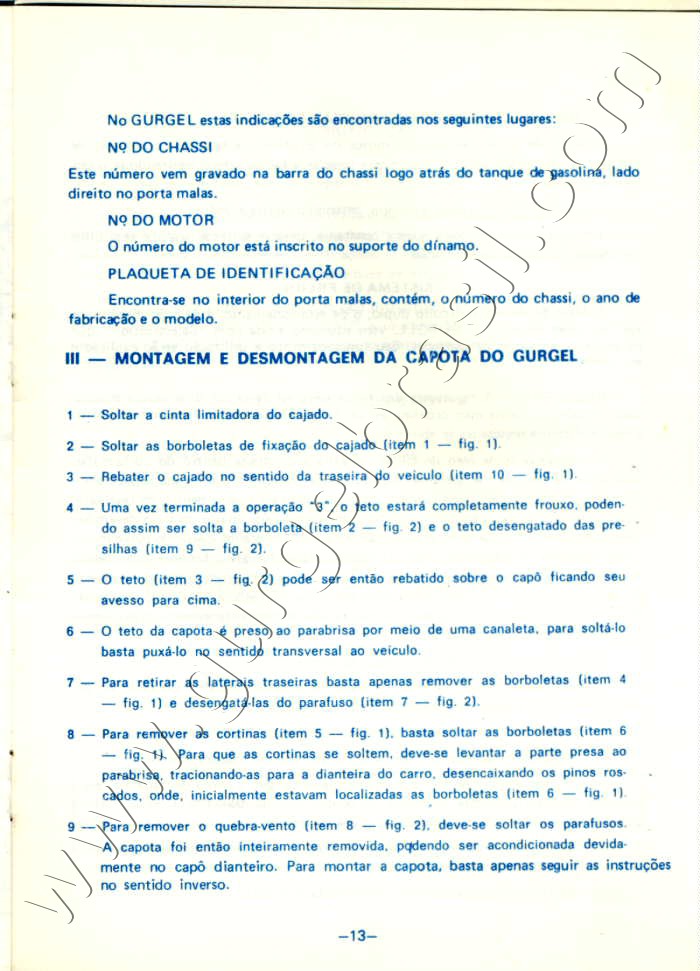 No GURGEL estas indicações são encontradas nos seguintes lugares:
Nº DO CHASSI
Este número vem gravado na barra do chassi logo atrás do tanque de gasolina, lado
direito no porta malas.
Nº DO MOTOR
O número do motor está inscrito no suporte do dínamo.
PLAQUETA DE IDENTIFICAÇÃO
Encontra-se no interior do porta malas, contém, o número do chassi, o ano de
fabricação e o modelo.
III — MONTAGEM E DESMONTAGEM DA CAPOTA DO GURGEL
1 — Soltar a cinta limitadora do cajado.
2 — Soltar as borboletas de fixação do cajado (item 1 — fig. 1).
3 — Rebater o cajado no sentido da traseira do veiculo (item 10 — fig. 1).
4 — Uma vez terminada a operação "3" o teto estará completamente frouxo, poden-
do assim ser solta a borboleta (item 2 — fig. 2) e o teto desengatado das pre-
silhas (item 9 — fig. 2).
5 — O teto (item 3 — fig. 2) pode ser então rebatido sobre o capô ficando seu
avesso para cima.
6 — O teto da capota é preso ao parabrisa por meio de uma canaleta, para soltá-lo
basta puxá-lo no sentido transversal ao veículo.
7 — Para retirar as laterais traseiras basta apenas remover as borboletas (item 4
— fig. 1) e desengatá-las do parafuso (item 7 — fig. 2).
8 — Para remover as cortinas (item 5 — fig. 1), basta soltar as borboletas (item 6
— fig. 1). Para que as cortinas se soltem, deve-se levantar a parte presa ao
parabrisa, tracionando-as para a dianteira do carro, desencaixando os pinos ros-
cados, onde, inicialmente estavam localizadas as borboletas (item 6 — fig. 1).
9 — Para remover o quebra-vento (item 8 — fig. 2), deve-se soltar os parafusos.
A capota foi então inteiramente removida, podendo ser acondicionada devida-
mente no capô dianteiro. Para montar a capota, basta apenas seguir as instruções
no sentido inverso.
—13—
www.gurgelbrasil.com